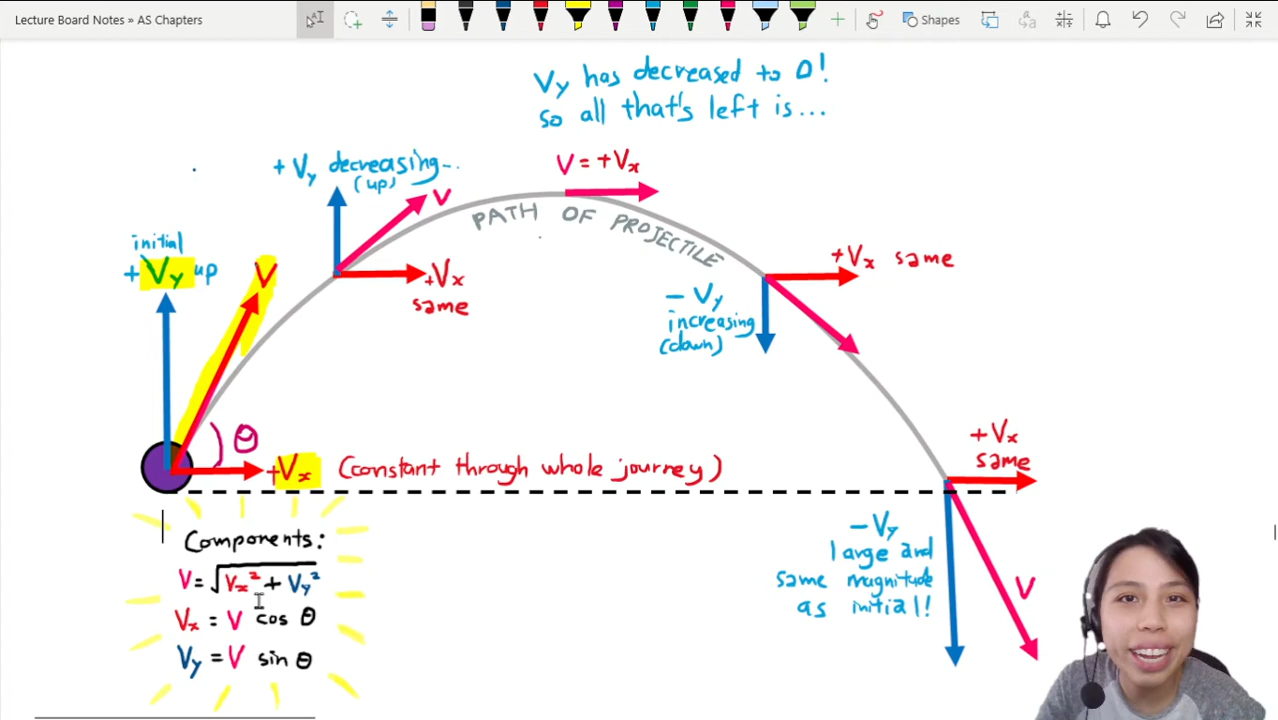 Lecture Board Notes » AS Chapters
Shapes
Vy has decreased to 0!
so all that's left is...
+Vy decreasing...
(up)
V
V = +Vx
PATH OF PROJECTILE
initial
+Vy up
V
+Vx
same
+Vx same
-Vy
increasing
(down)
θ
+Vx (constant through whole journey)
+Vx
same
Components:
V = √Vx² + Vy²
Vx = V cos θ
Vy = V sin θ
-Vy
large and
same magnitude
as initial!
V